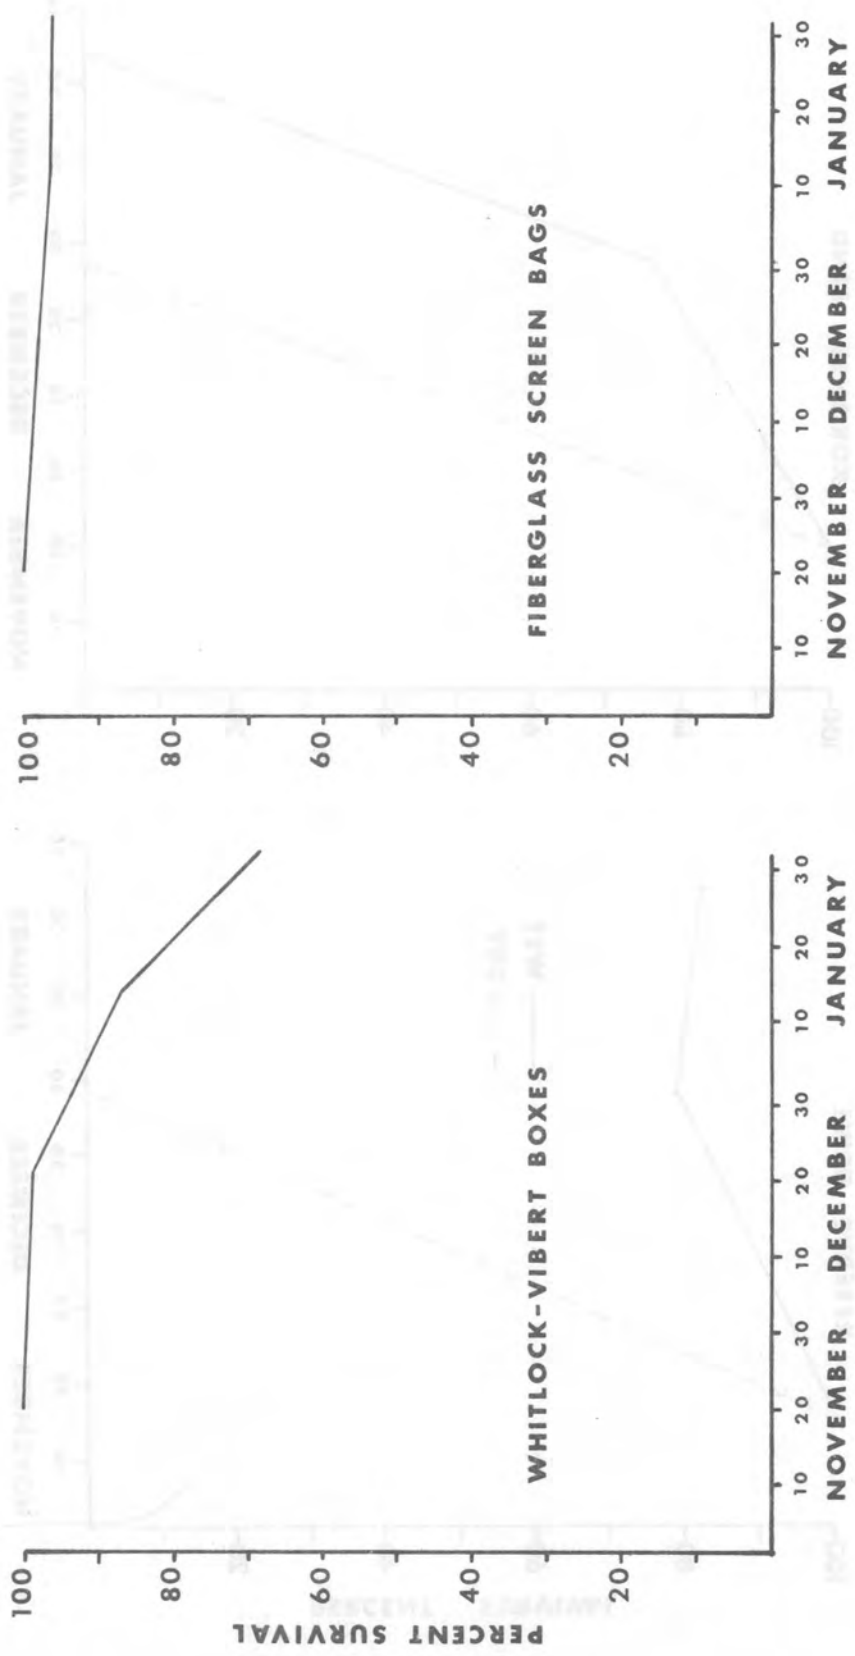 PERCENT SURVIVAL
100
80
60
40
20
WHITLOCK-VIBERT BOXES
10 20 30 10 20 30 10 20 30
NOVEMBER DECEMBER JANUARY
100
80
60
40
20
FIBERGLASS SCREEN BAGS
10 20 30 10 20 30 10 20 30
NOVEMBER DECEMBER JANUARY